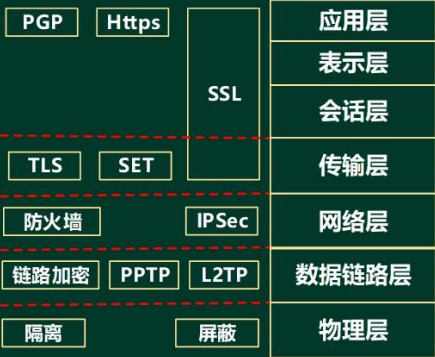 PGP Https 应用层
表示层
SSL
会话层
TLS SET 传输层
防火墙 IPSec 网络层
链路加密 PPTP L2TP 数据链路层
隔离 屏蔽 物理层